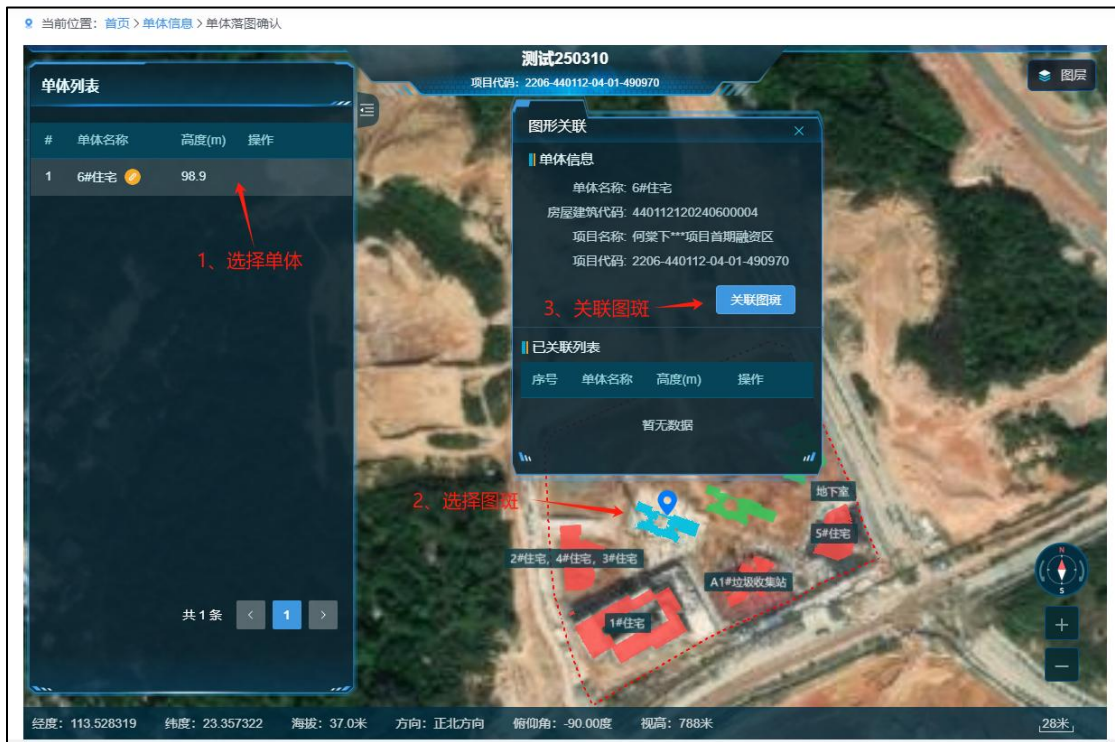 当前位置：首页 > 单体信息 > 单体落图确认
测试250310
项目代码：2206-440112-04-01-490970
图层
单体列表
# 单体名称 高度(m) 操作
1 6#住宅 98.9
1、选择单体
共 1 条 < 1 >
图形关联
单体信息
单体名称: 6#住宅
房屋建筑代码: 440112120240600004
项目名称: 何棠下***项目首期融资区
项目代码: 2206-440112-04-01-490970
关联图斑
3、关联图斑
已关联列表
序号 单体名称 高度(m) 操作
暂无数据
2、选择图斑
地下室
5#住宅
2#住宅, 4#住宅, 3#住宅
A1#垃圾收集站
1#住宅
N
S
经度：113.528319 纬度：23.357322 海拔：37.0米 方向：正北方向 俯仰角：-90.00度 视高：788米
28米